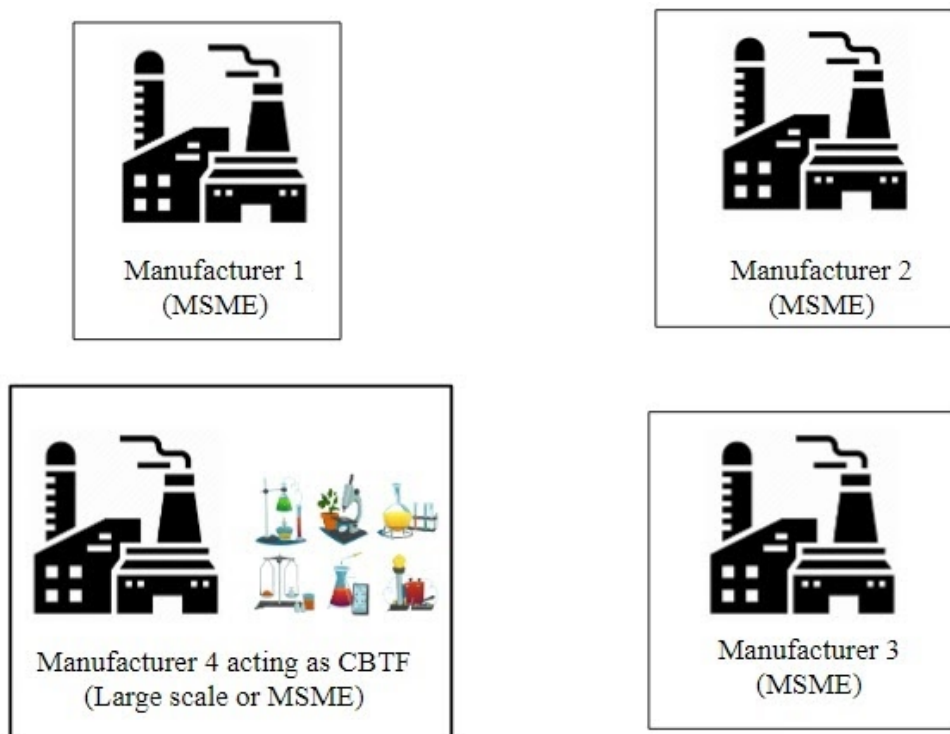 Manufacturer 1
(MSME)
Manufacturer 2
(MSME)
Manufacturer 4 acting as CBTF
(Large scale or MSME)
Manufacturer 3
(MSME)